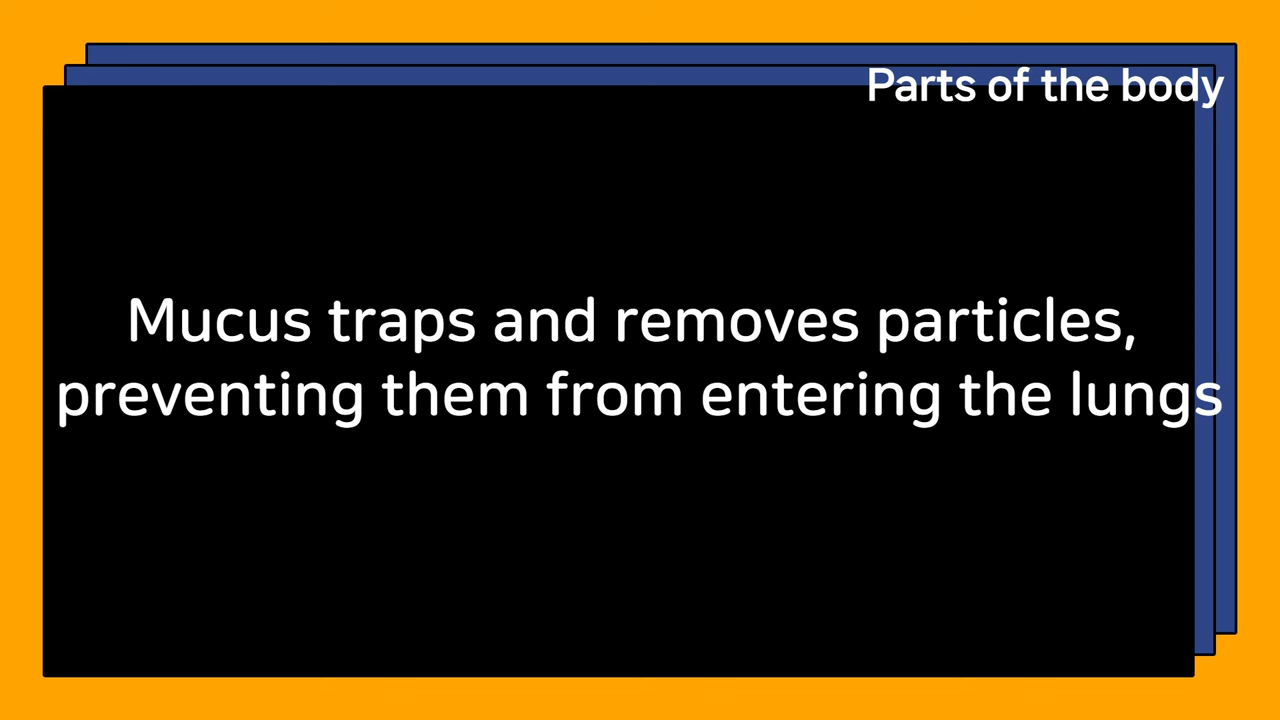 Parts of the body
Mucus traps and removes particles,
preventing them from entering the lungs